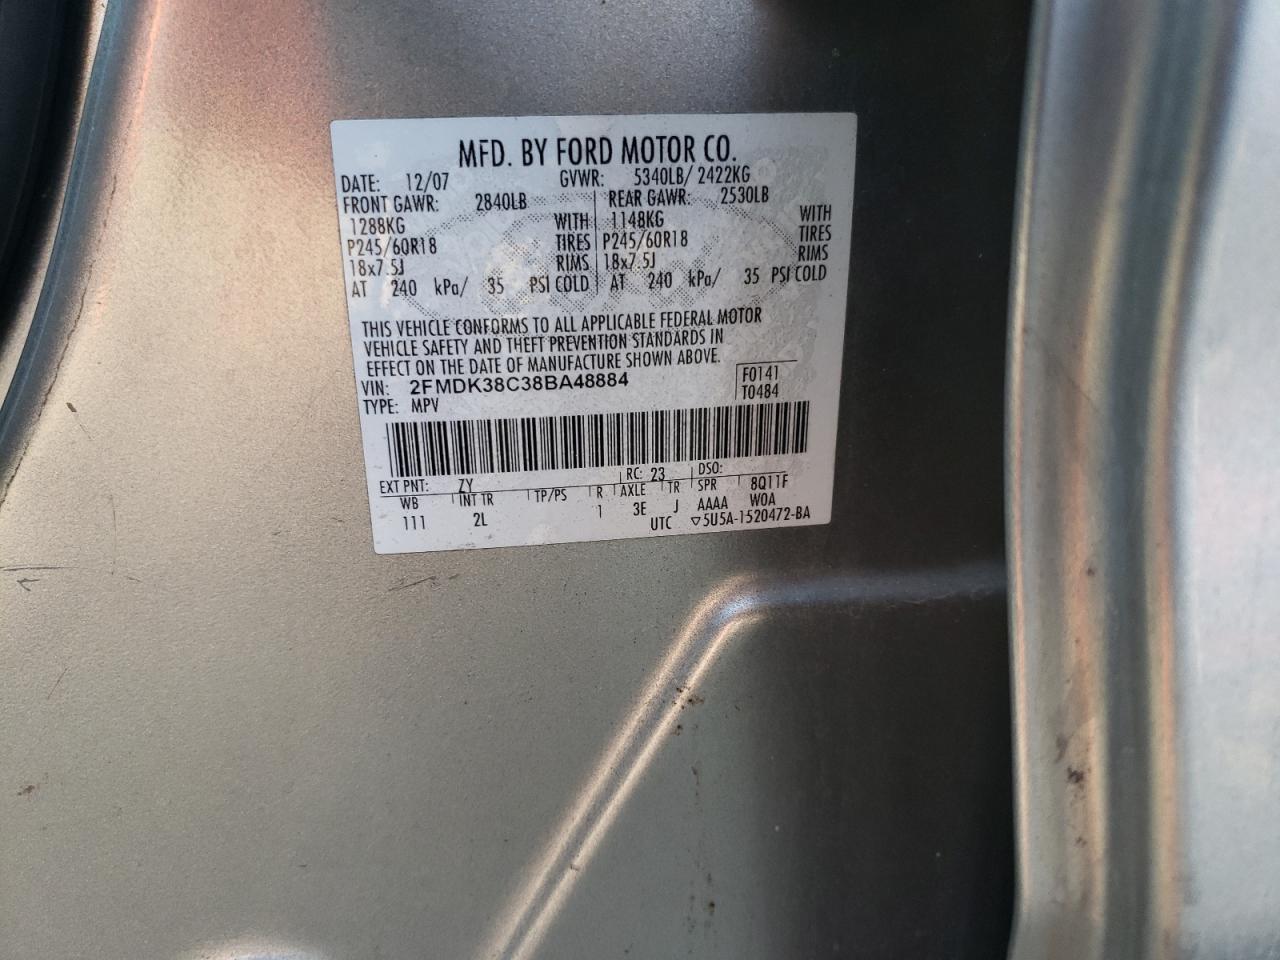 MFD. BY FORD MOTOR CO.
DATE: 12/07 GVWR: 5340LB/ 2422KG
FRONT GAWR: 2840LB REAR GAWR: 2530LB
1288KG WITH 1148KG WITH
P245/60R18 TIRES P245/60R18 TIRES
18x7.5J RIMS 18x7.5J RIMS
AT 240 kPa/ 35 PSI COLD AT 240 kPa/ 35 PSI COLD
THIS VEHICLE CONFORMS TO ALL APPLICABLE FEDERAL MOTOR
VEHICLE SAFETY AND THEFT PREVENTION STANDARDS IN
EFFECT ON THE DATE OF MANUFACTURE SHOWN ABOVE.
VIN: 2FMDK38C38BA48884 F0141
TYPE: MPV T0484
EXT PNT: ZY RC: 23 DSO:
WB INT TR TP/PS R AXLE TR SPR 8Q11F
111 2L 1 3E J AAAA W0A
UTC ▽5U5A-1520472-BA